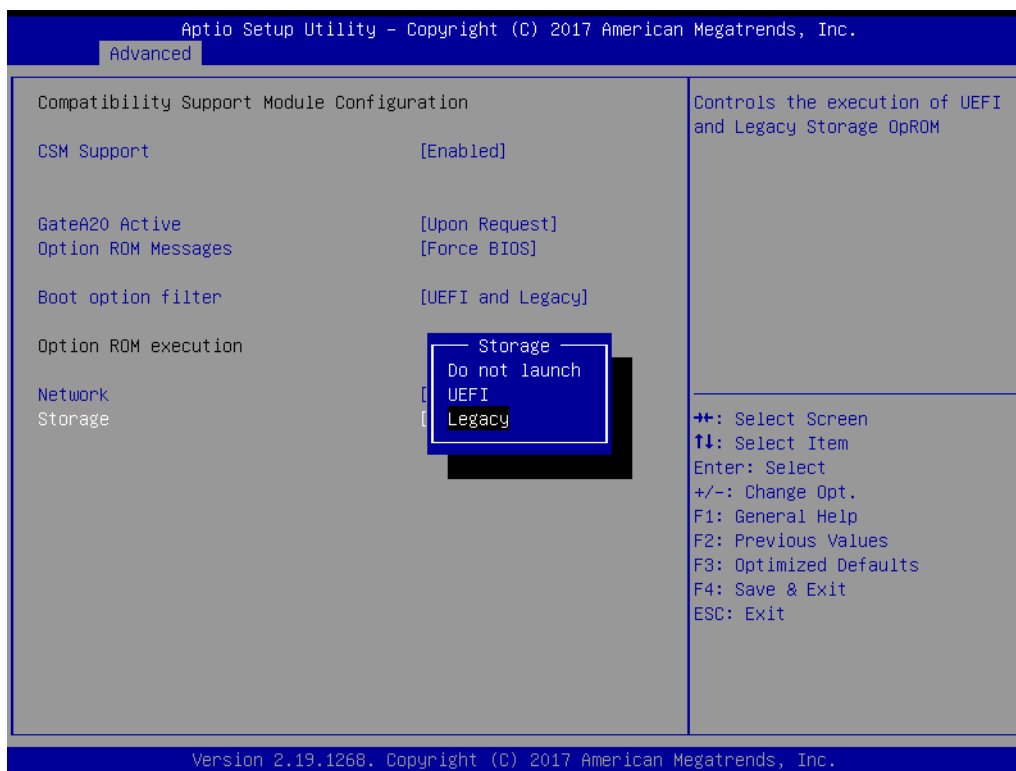 Aptio Setup Utility – Copyright (C) 2017 American Megatrends, Inc.
Advanced
Compatibility Support Module Configuration
CSM Support [Enabled]
GateA20 Active [Upon Request]
Option ROM Messages [Force BIOS]
Boot option filter [UEFI and Legacy]
Option ROM execution
Network [
Storage [
Storage
Do not launch
UEFI
Legacy
Controls the execution of UEFI
and Legacy Storage OpROM
→←: Select Screen
↑↓: Select Item
Enter: Select
+/-: Change Opt.
F1: General Help
F2: Previous Values
F3: Optimized Defaults
F4: Save & Exit
ESC: Exit
Version 2.19.1268. Copyright (C) 2017 American Megatrends, Inc.